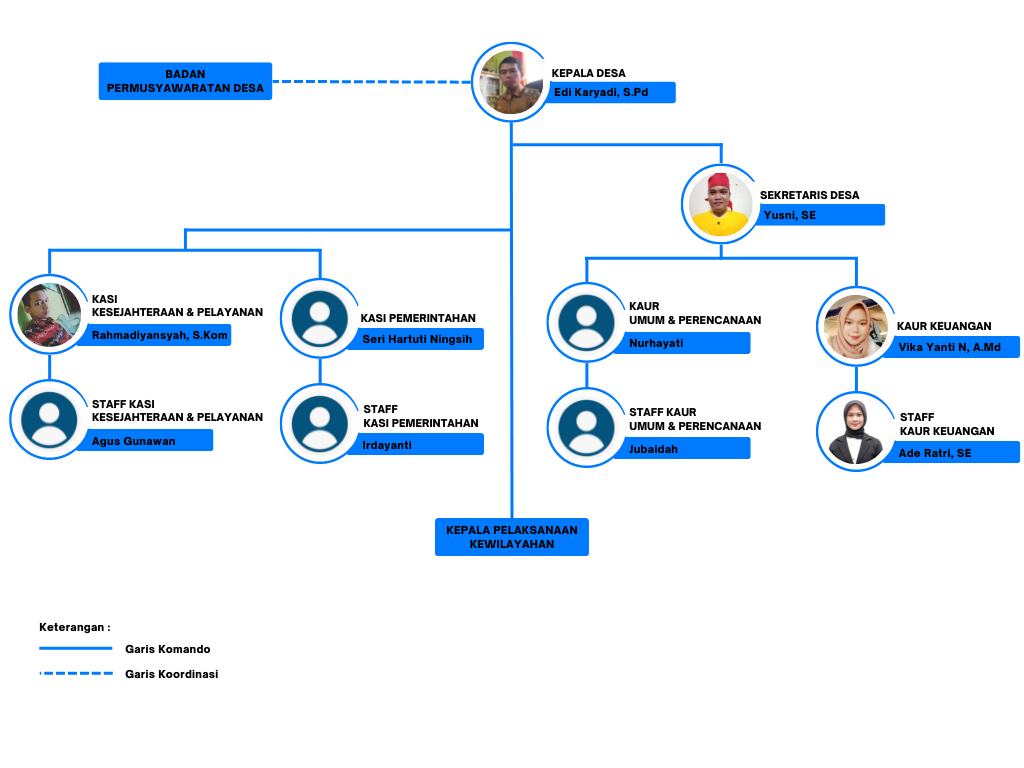 BADAN
PERMUSYAWARATAN DESA
KEPALA DESA
Edi Karyadi, S.Pd
SEKRETARIS DESA
Yusni, SE
KASI
KESEJAHTERAAN & PELAYANAN
Rahmadiyansyah, S.Kom
KASI PEMERINTAHAN
Seri Hartuti Ningsih
KAUR
UMUM & PERENCANAAN
Nurhayati
KAUR KEUANGAN
Vika Yanti N, A.Md
STAFF KASI
KESEJAHTERAAN & PELAYANAN
Agus Gunawan
STAFF
KASI PEMERINTAHAN
Irdayanti
STAFF KAUR
UMUM & PERENCANAAN
Jubaidah
STAFF
KAUR KEUANGAN
Ade Ratri, SE
KEPALA PELAKSANAAN
KEWILAYAHAN
Keterangan :
Garis Komando
Garis Koordinasi